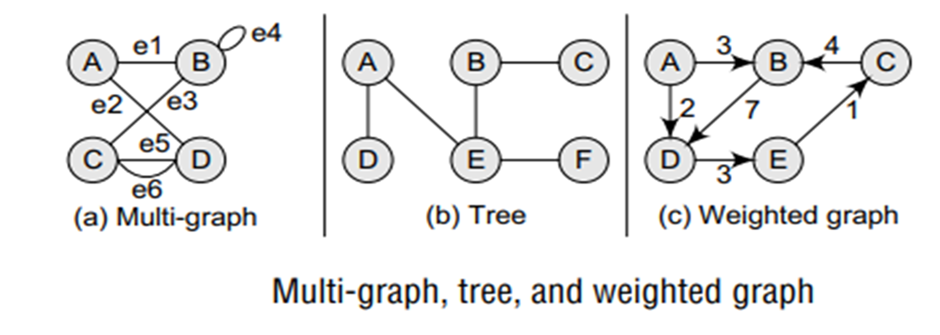 A e1 B e4
e2 e3
C e5 D
e6
(a) Multi-graph
A B C
D E F
(b) Tree
A 3 B 4 C
2 7 1
D 3 E
(c) Weighted graph
Multi-graph, tree, and weighted graph